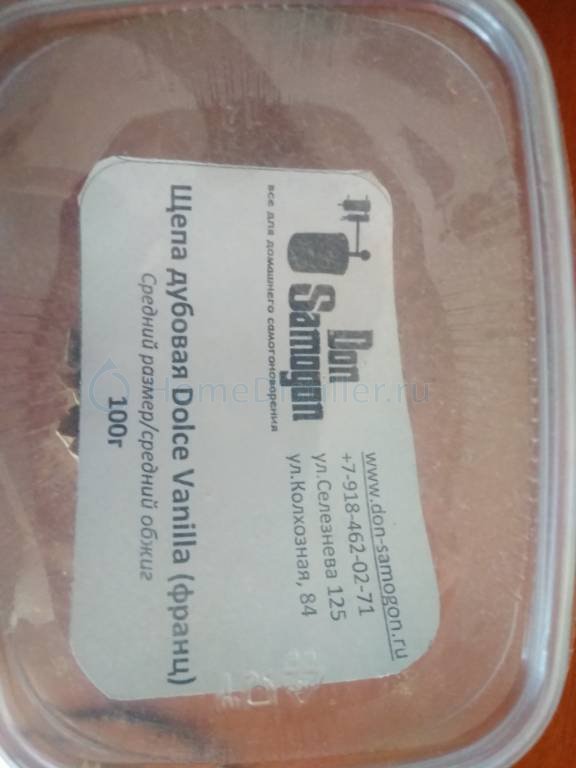 Don
Samogon
все для домашнего самогоноварения
www.don-samogon.ru
+7-918-462-02-71
ул.Селезнева 125
ул.Колхозная, 84
Щепа дубовая Dolce Vanilla (франц)
Средний размер/средний обжиг
100г
HomeDistiller.ru